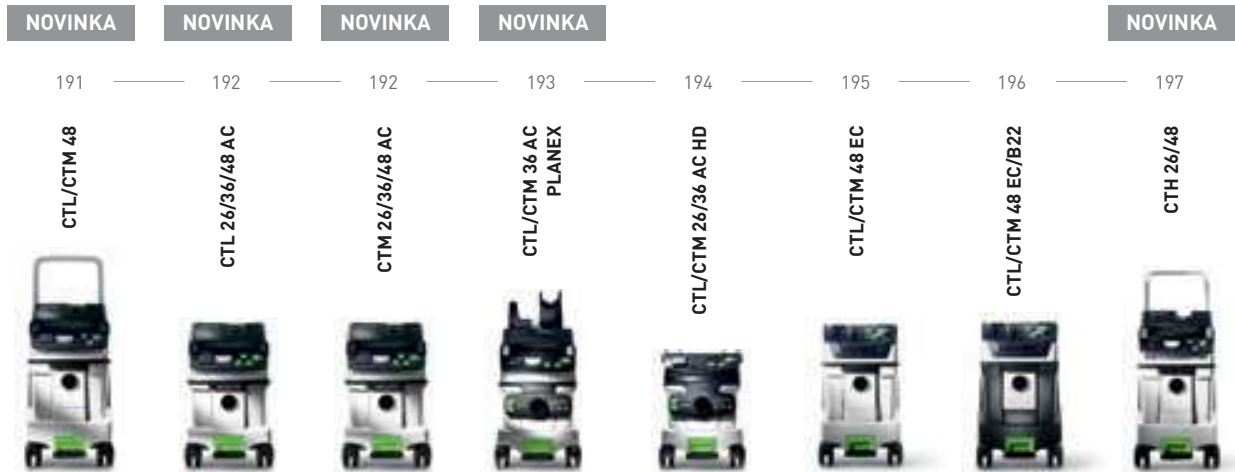 NOVINKA NOVINKA NOVINKA NOVINKA NOVINKA
191 192 192 193 194 195 196 197
CTL/CTM 48
CTL 26/36/48 AC
CTM 26/36/48 AC
CTL/CTM 36 AC
PLANEX
CTL/CTM 26/36 AC HD
CTL/CTM 48 EC
CTL/CTM 48 EC/B22
CTH 26/48